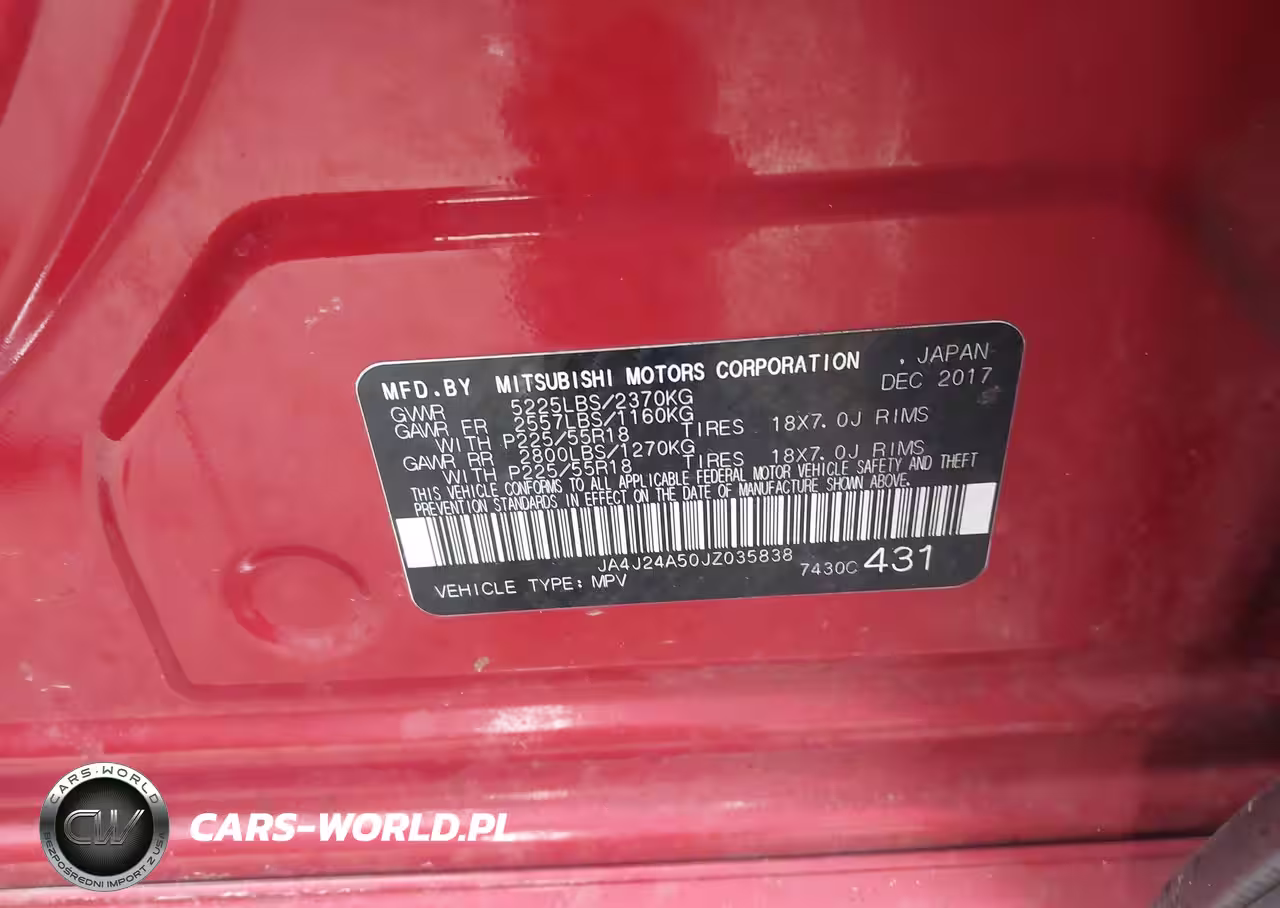 MFD.BY MITSUBISHI MOTORS CORPORATION , JAPAN
DEC 2017
GVWR 5225LBS/2370KG
GAWR FR 2557LBS/1160KG
WITH P225/55R18 TIRES 18X7.0J RIMS
GAWR RR 2800LBS/1270KG
WITH P225/55R18 TIRES 18X7.0J RIMS
THIS VEHICLE CONFORMS TO ALL APPLICABLE FEDERAL MOTOR VEHICLE SAFETY AND THEFT
PREVENTION STANDARDS IN EFFECT ON THE DATE OF MANUFACTURE SHOWN ABOVE.
JA4J24A50JZ035838
VEHICLE TYPE: MPV 7430C 431
CARS-WORLD
CW
BEZPOŚREDNI IMPORT Z USA
CARS-WORLD.PL